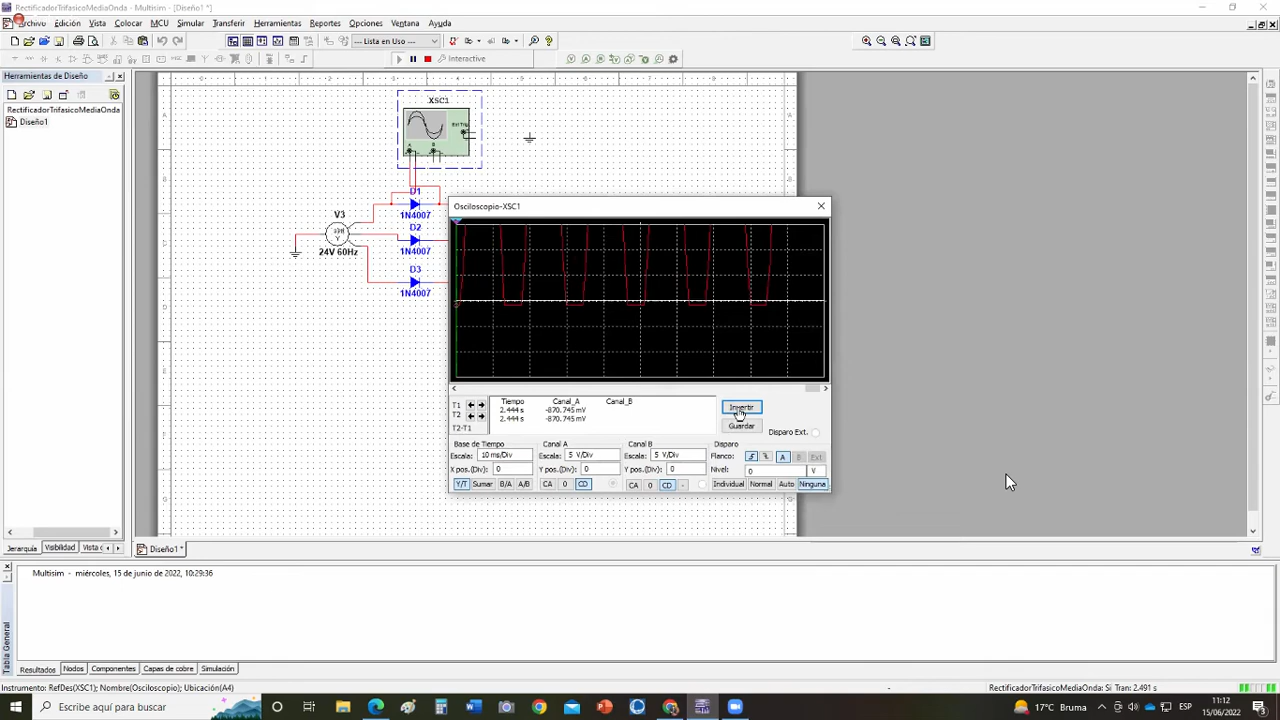 RectificadorTrifasicoMediaOnda - Multisim - [Diseño1 *]
Archivo Edición Vista Colocar MCU Simular Transferir Herramientas Reportes Opciones Ventana Ayuda
--- Lista en Uso ---
Interactive
Herramientas de Diseño
RectificadorTrifasicoMediaOnda
Diseño1
XSC1
Ext Trig
A B
D1
1N4007
V3
D2
1N4007
24V 60Hz
D3
1N4007
Osciloscopio-XSC1
Tiempo Canal_A Canal_B
T1 2.444 s -870.745 mV
T2 2.444 s -870.745 mV
T2-T1
Invertir
Guardar
Disparo Ext.
Base de Tiempo Canal A Canal B Disparo
Escala: 10 ms/Div Escala: 5 V/Div Escala: 5 V/Div Flanco: A B Ext
X pos.(Div): 0 Y pos.(Div): 0 Y pos.(Div): 0 Nivel: 0 V
Y/T Sumar B/A A/B CA 0 CD CA 0 CD - Individual Normal Auto Ninguna
Jerarquía Visibilidad Vista
Diseño1 *
Multisim - miércoles, 15 de junio de 2022, 10:29:36
Tabla General
Resultados Nodos Componentes Capas de cobre Simulación
Instrumento: RefDes(XSC1); Nombre(Osciloscopio); Ubicación(A4) - RectificadorTrifasicoMediaOnda: Si Tran: 2.491 s
Escribe aquí para buscar
17°C Bruma
ESP
11:12
15/06/2022